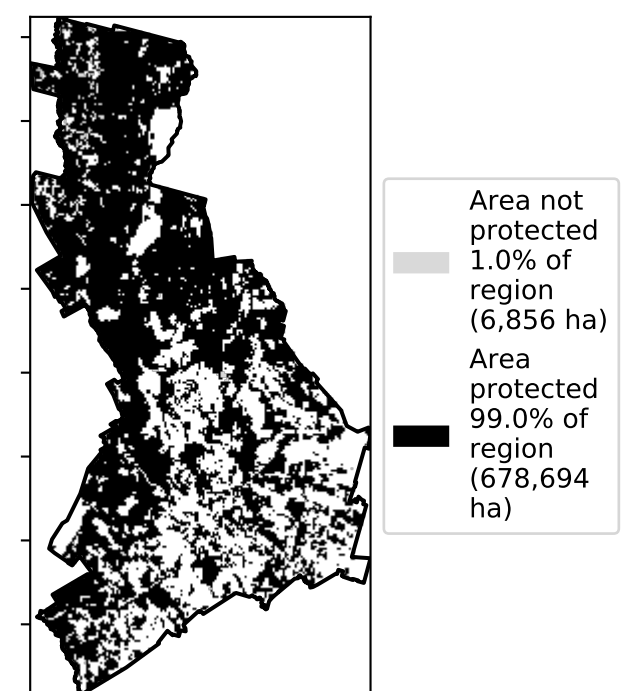 Area not
protected
1.0% of
region
(6,856 ha)
Area
protected
99.0% of
region
(678,694
ha)